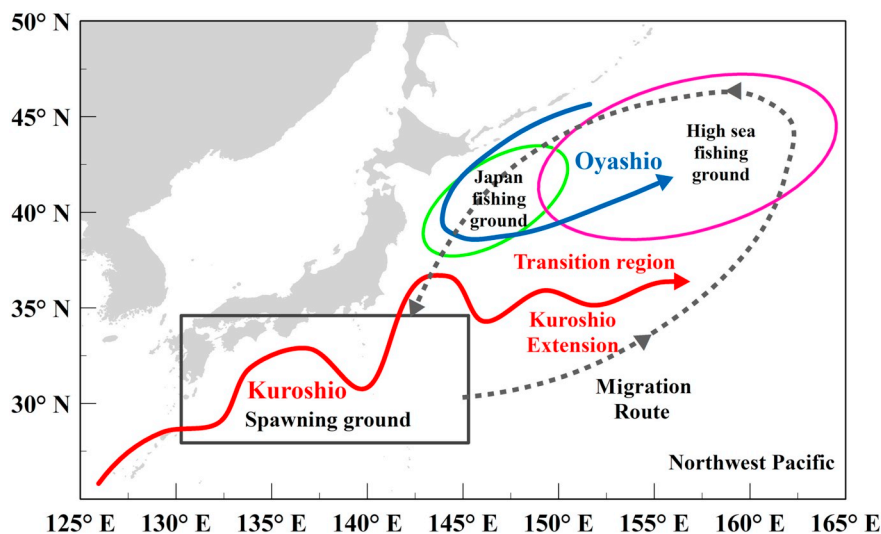 50° N
45° N
40° N
35° N
30° N
High sea
fishing
ground
Oyashio
Japan
fishing
ground
Transition region
Kuroshio
Extension
Kuroshio
Spawning ground
Migration
Route
Northwest Pacific
125° E 130° E 135° E 140° E 145° E 150° E 155° E 160° E 165° E